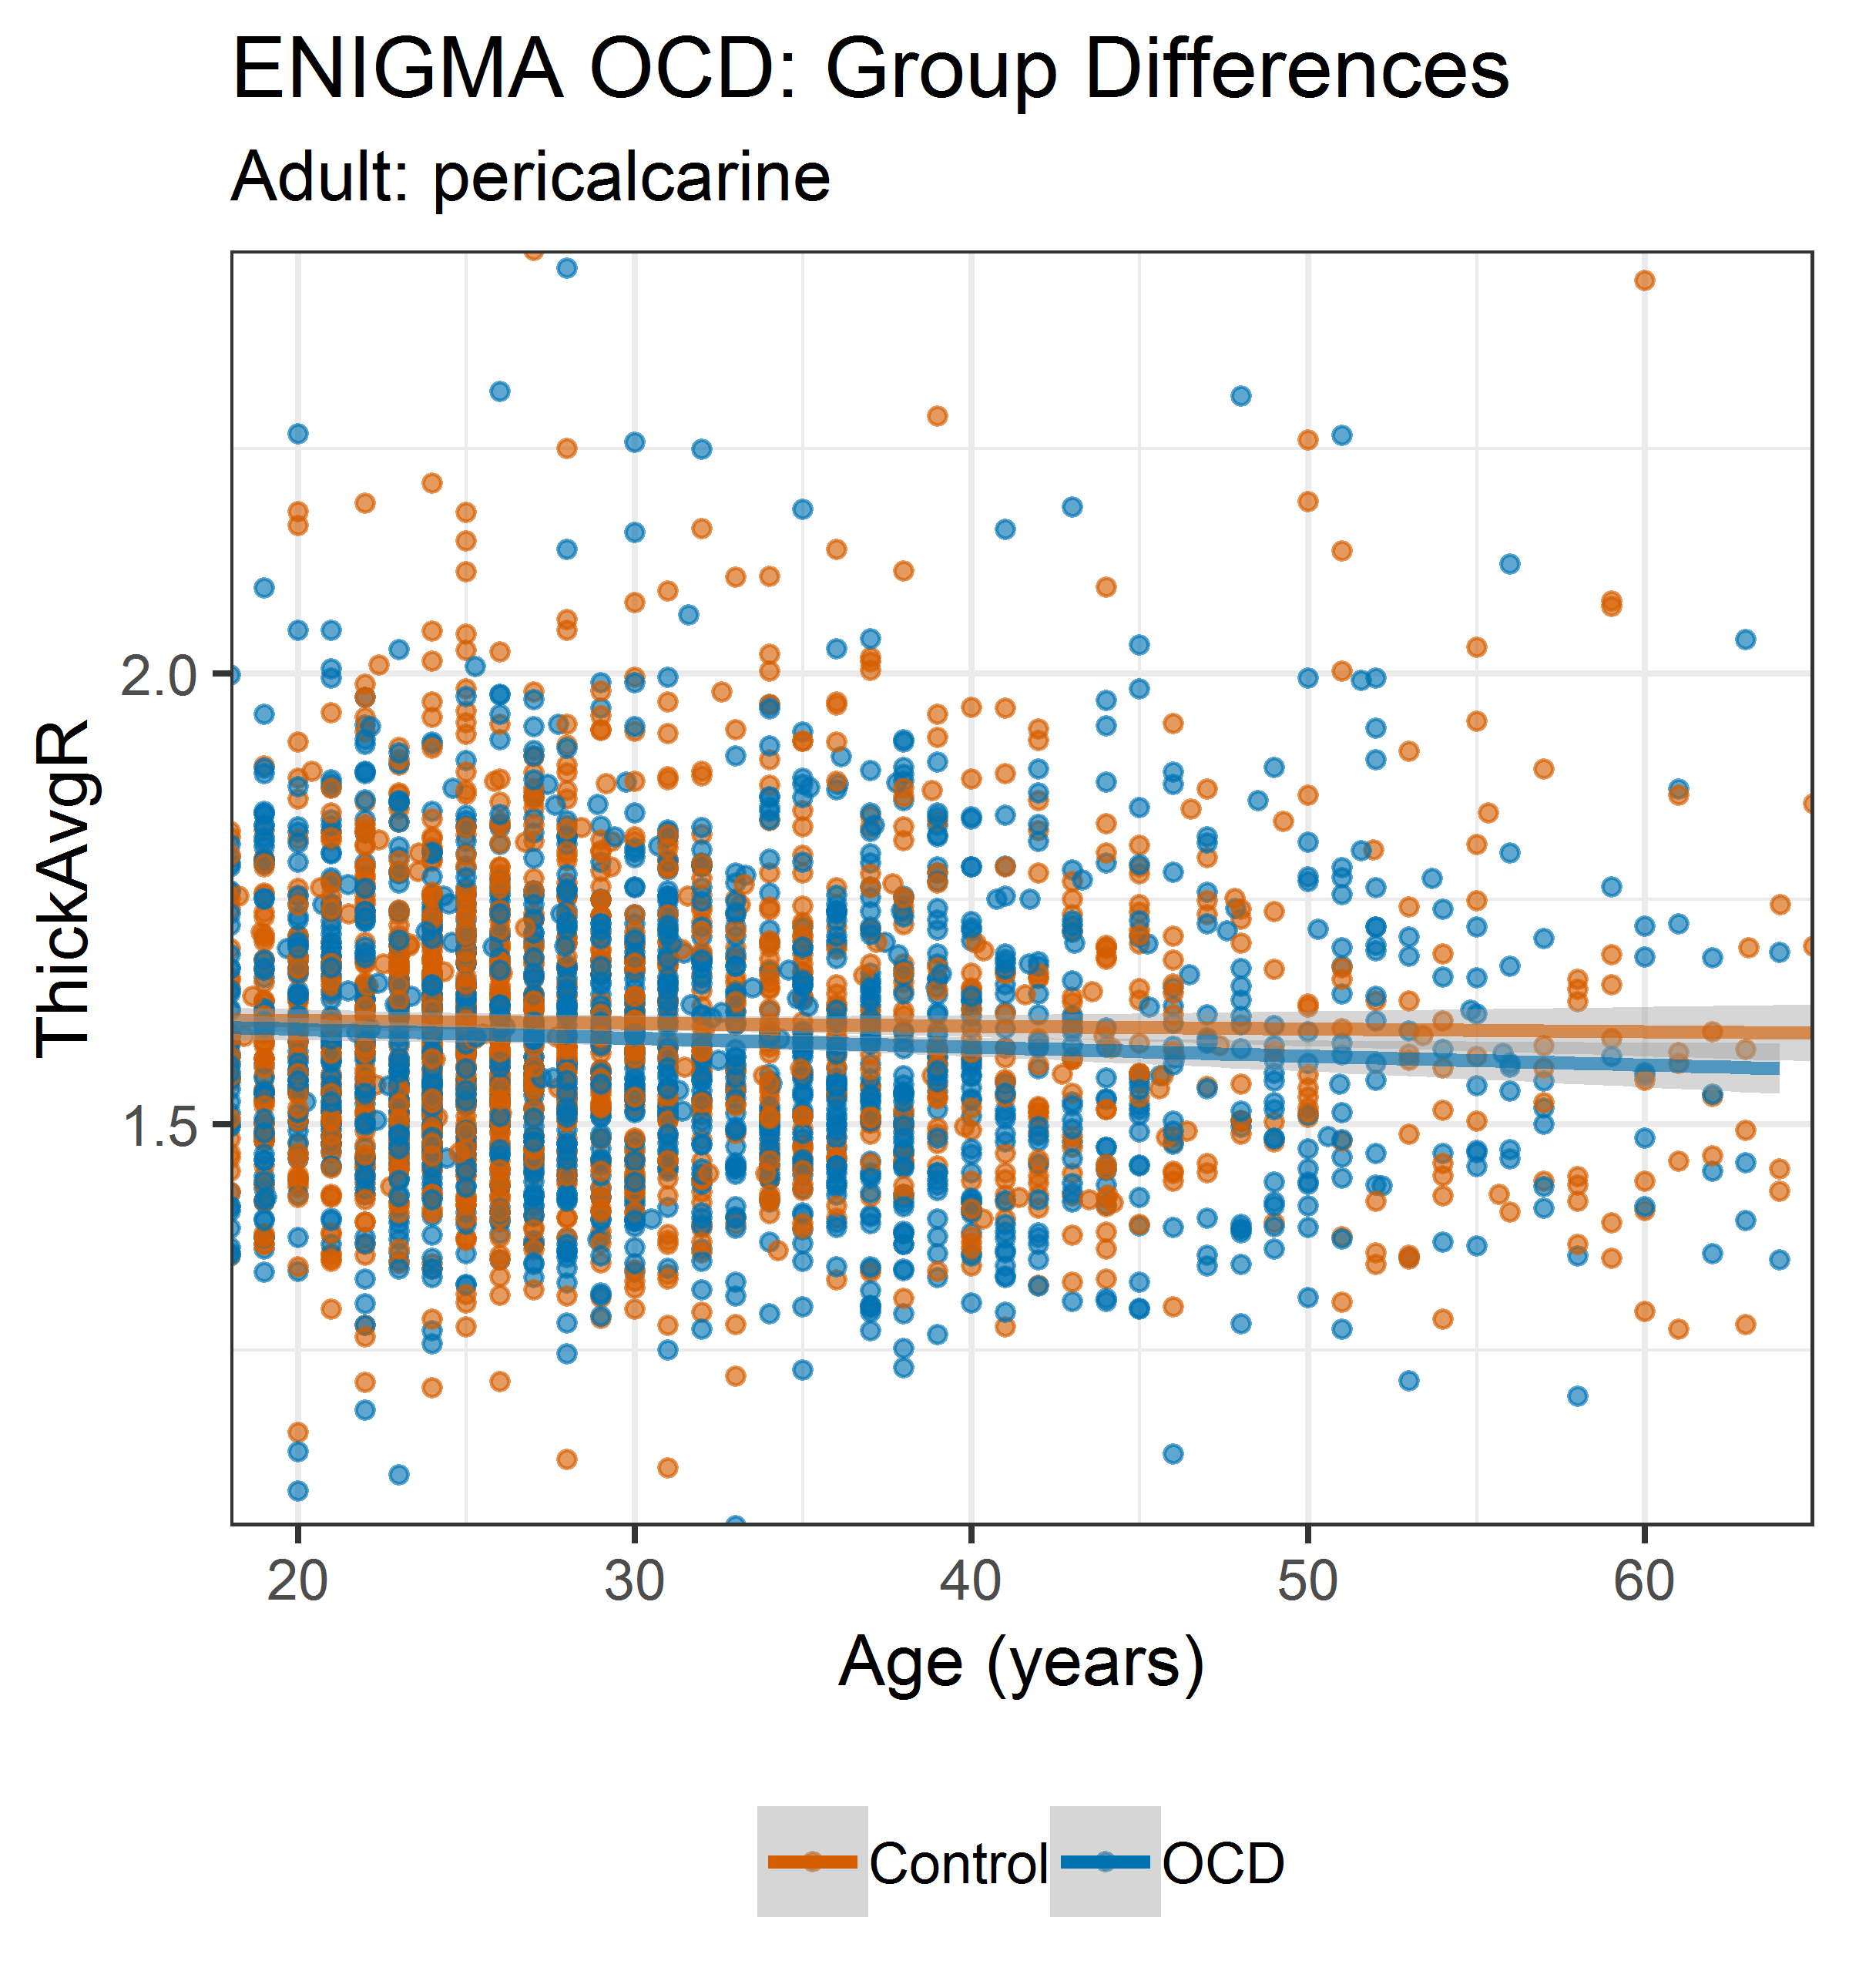 ENIGMA OCD: Group Differences
Adult: pericalcarine
ThickAvgR
2.0
1.5
20 30 40 50 60
Age (years)
Control OCD